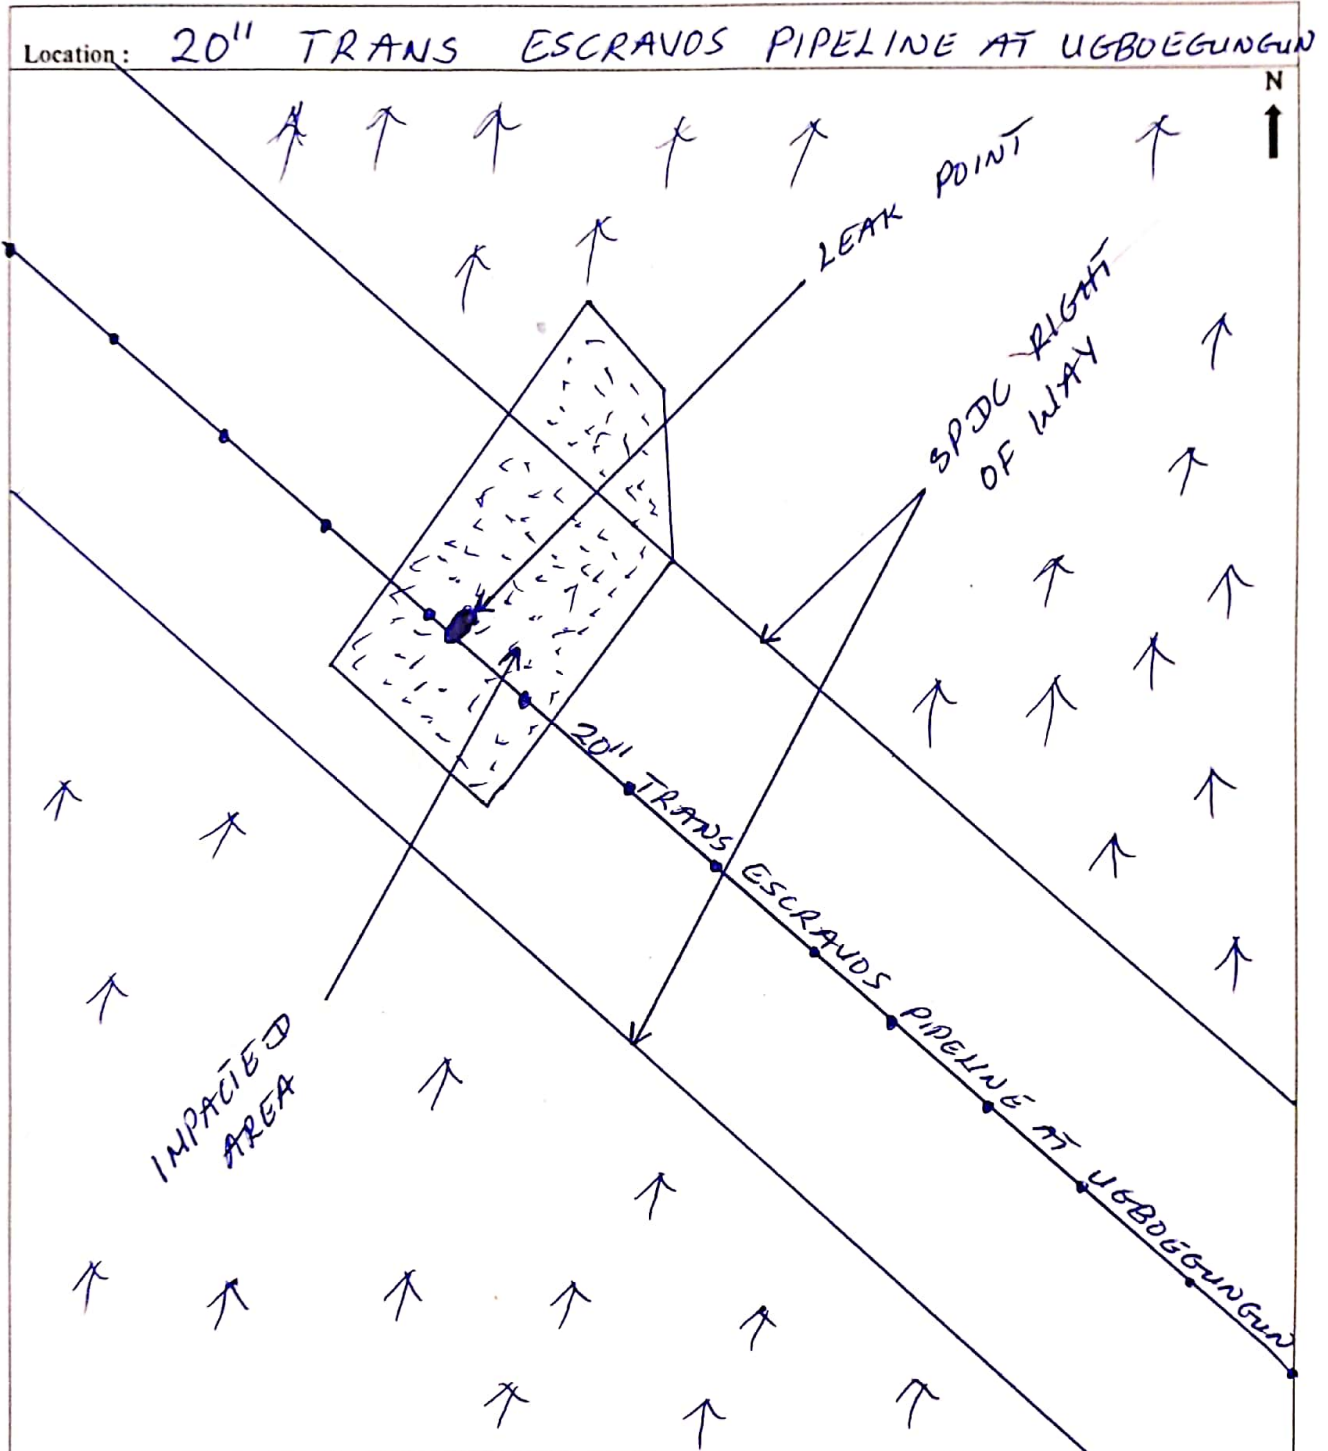 Location : 20" TRANS ESCRAVOS PIPELINE AT UGBOEGUNGUN
N
LEAK POINT
SPDC RIGHT
OF WAY
20" TRANS ESCRAVOS PIPELINE AT UGBOEGUNGUN
IMPACTED
AREA